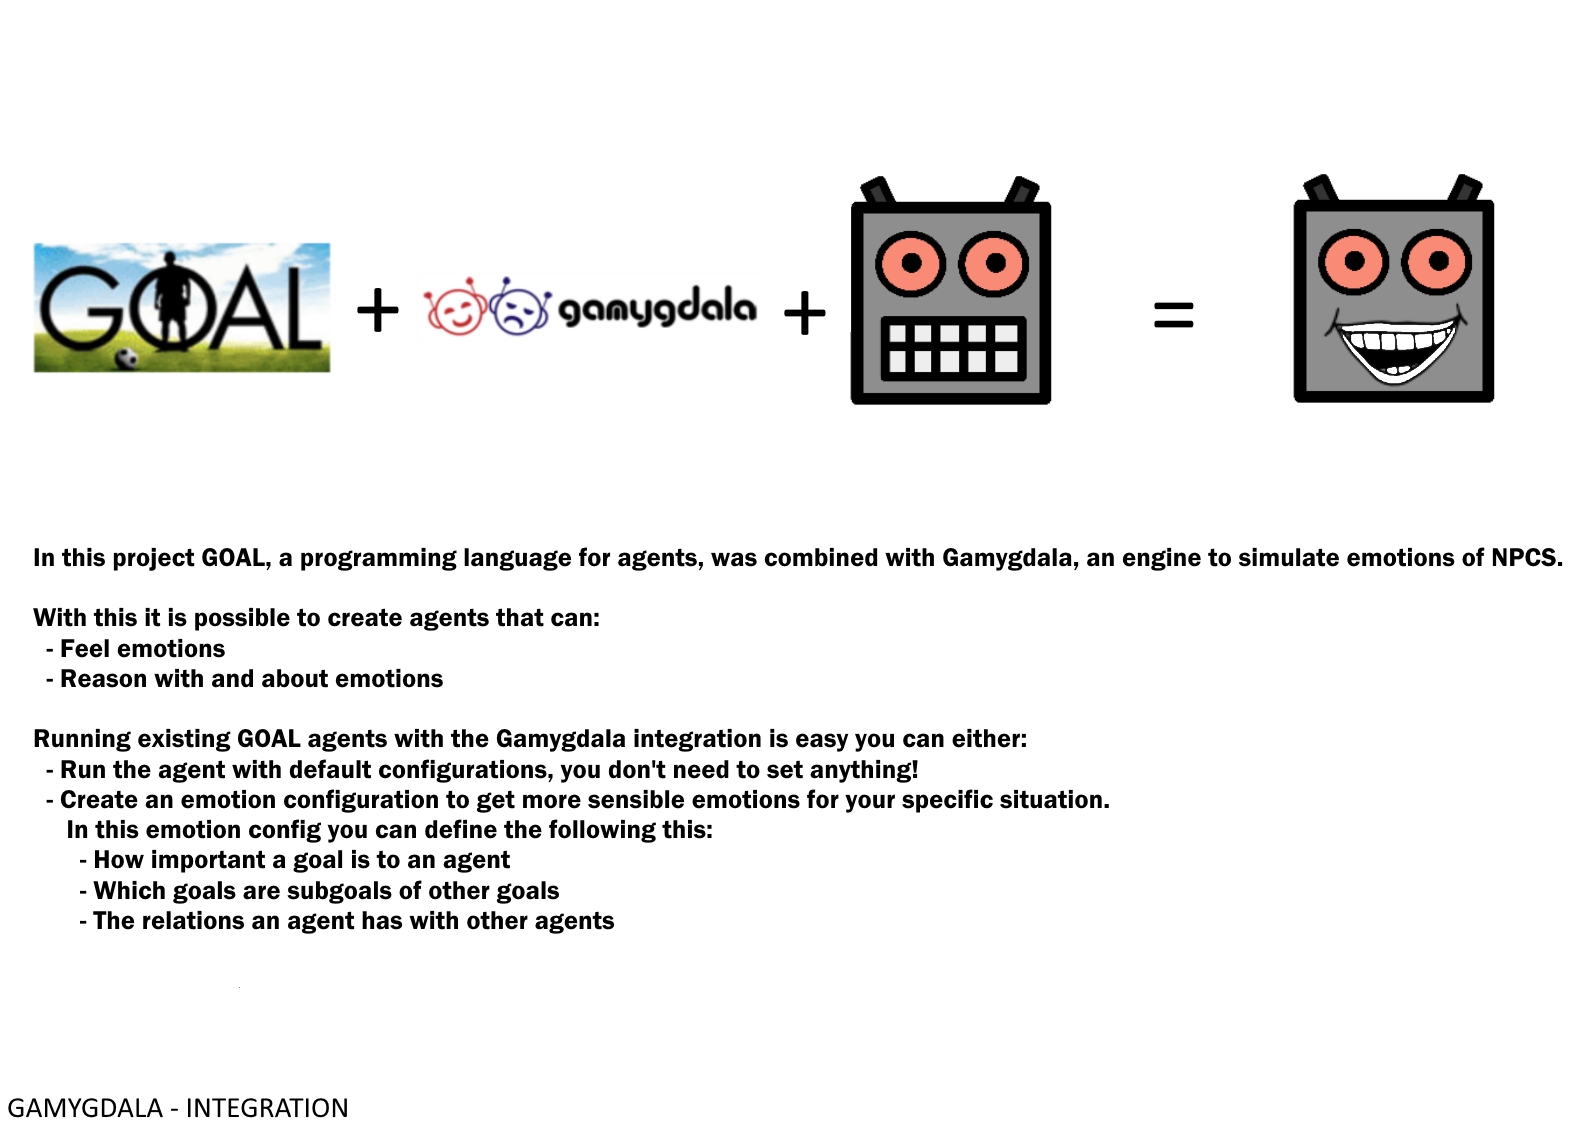 GOAL + gamygdala + =
In this project GOAL, a programming language for agents, was combined with Gamygdala, an engine to simulate emotions of NPCS.
With this it is possible to create agents that can:
- Feel emotions
- Reason with and about emotions
Running existing GOAL agents with the Gamygdala integration is easy you can either:
- Run the agent with default configurations, you don't need to set anything!
- Create an emotion configuration to get more sensible emotions for your specific situation.
In this emotion config you can define the following this:
- How important a goal is to an agent
- Which goals are subgoals of other goals
- The relations an agent has with other agents
GAMYGDALA - INTEGRATION